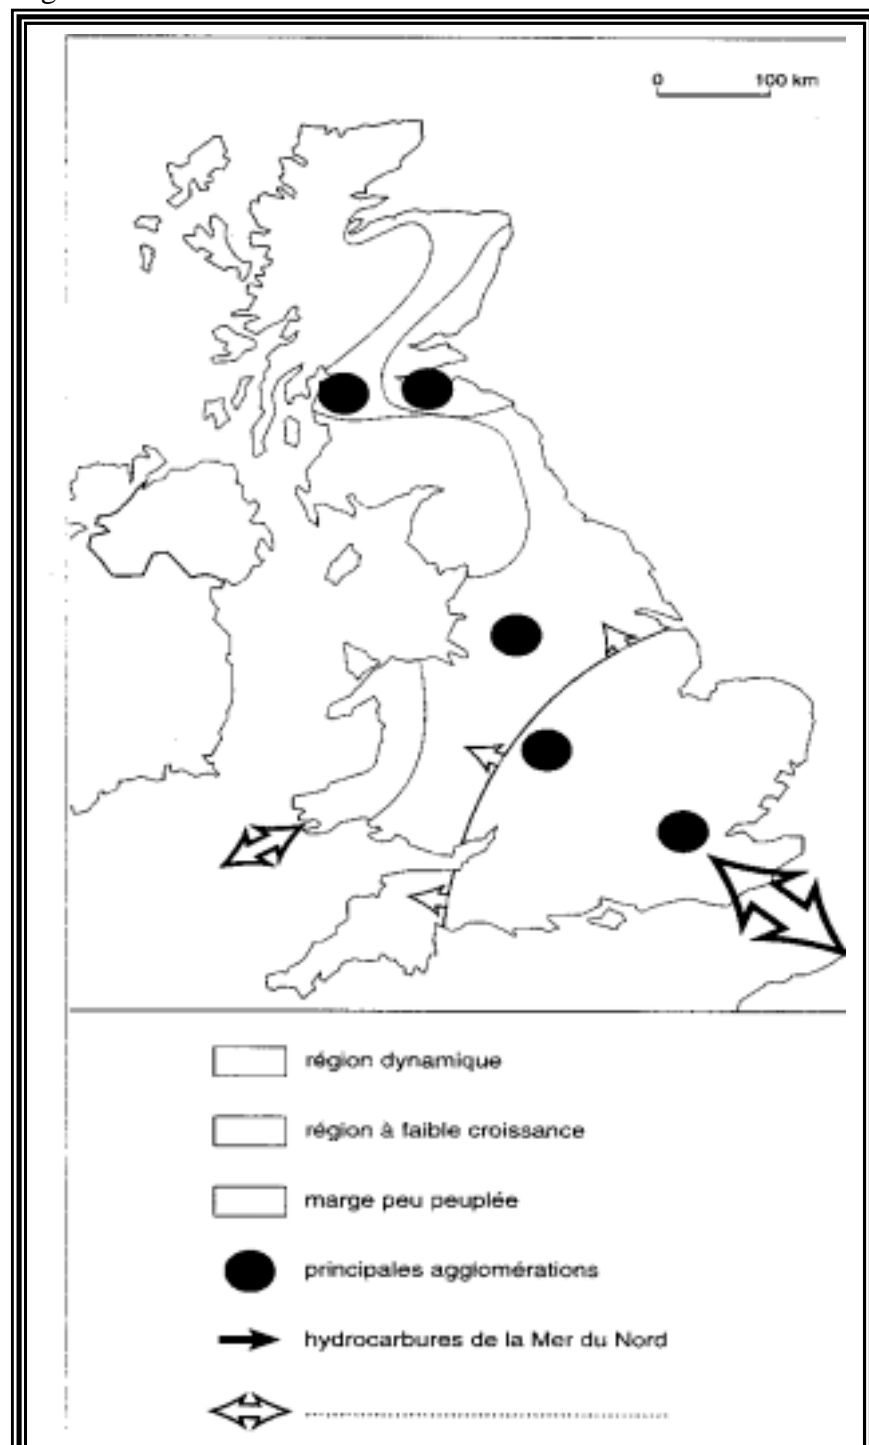 0 100 km
région dynamique
région à faible croissance
marge peu peuplée
principales agglomérations
hydrocarbures de la Mer du Nord
..............................................